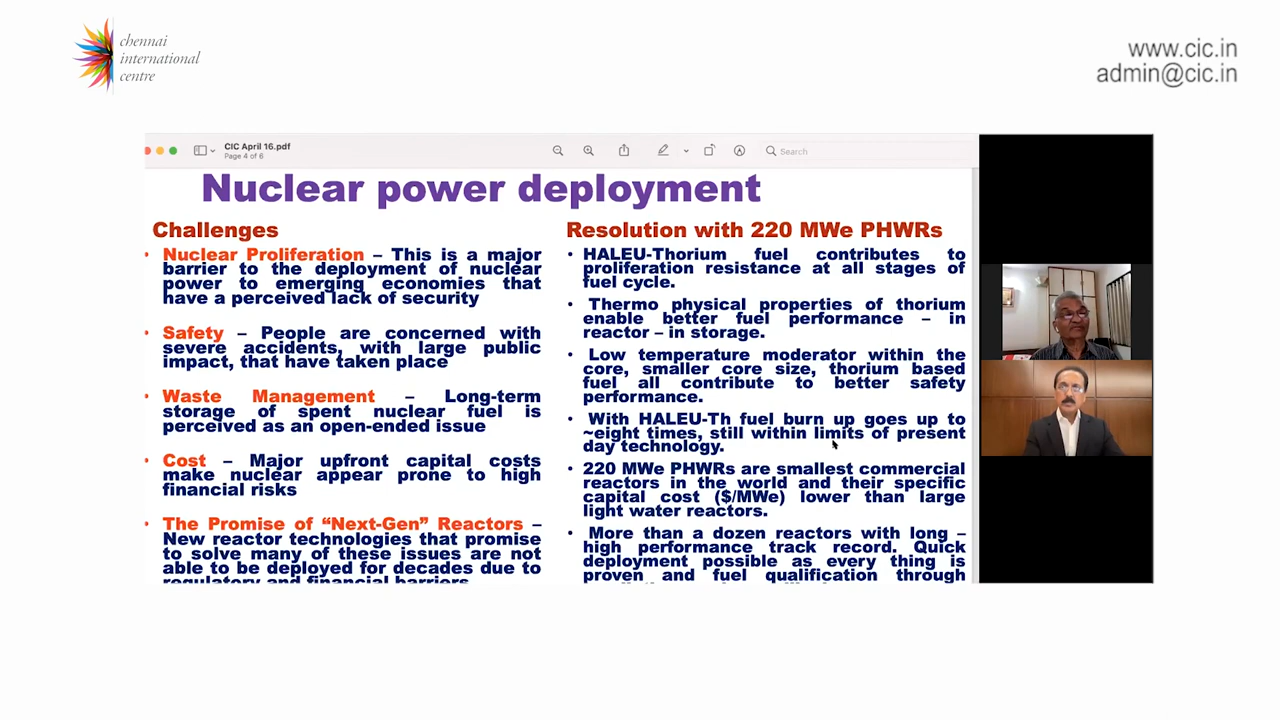 chennai
international
centre
www.cic.in
admin@cic.in
CIC April 16.pdf
Page 4 of 6
Search
Nuclear power deployment
Challenges
• Nuclear Proliferation – This is a major
barrier to the deployment of nuclear
power to emerging economies that
have a perceived lack of security
• Safety – People are concerned with
severe accidents, with large public
impact, that have taken place
• Waste Management – Long-term
storage of spent nuclear fuel is
perceived as an open-ended issue
• Cost – Major upfront capital costs
make nuclear appear prone to high
financial risks
• The Promise of “Next-Gen” Reactors –
New reactor technologies that promise
to solve many of these issues are not
able to be deployed for decades due to
regulatory and financial barriers
Resolution with 220 MWe PHWRs
• HALEU-Thorium fuel contributes to
proliferation resistance at all stages of
fuel cycle.
• Thermo physical properties of thorium
enable better fuel performance – in
reactor – in storage.
• Low temperature moderator within the
core, smaller core size, thorium based
fuel all contribute to better safety
performance.
• With HALEU-Th fuel burn up goes up to
~eight times, still within limits of present
day technology.
• 220 MWe PHWRs are smallest commercial
reactors in the world and their specific
capital cost ($/MWe) lower than large
light water reactors.
• More than a dozen reactors with long –
high performance track record. Quick
deployment possible as every thing is
proven and fuel qualification through